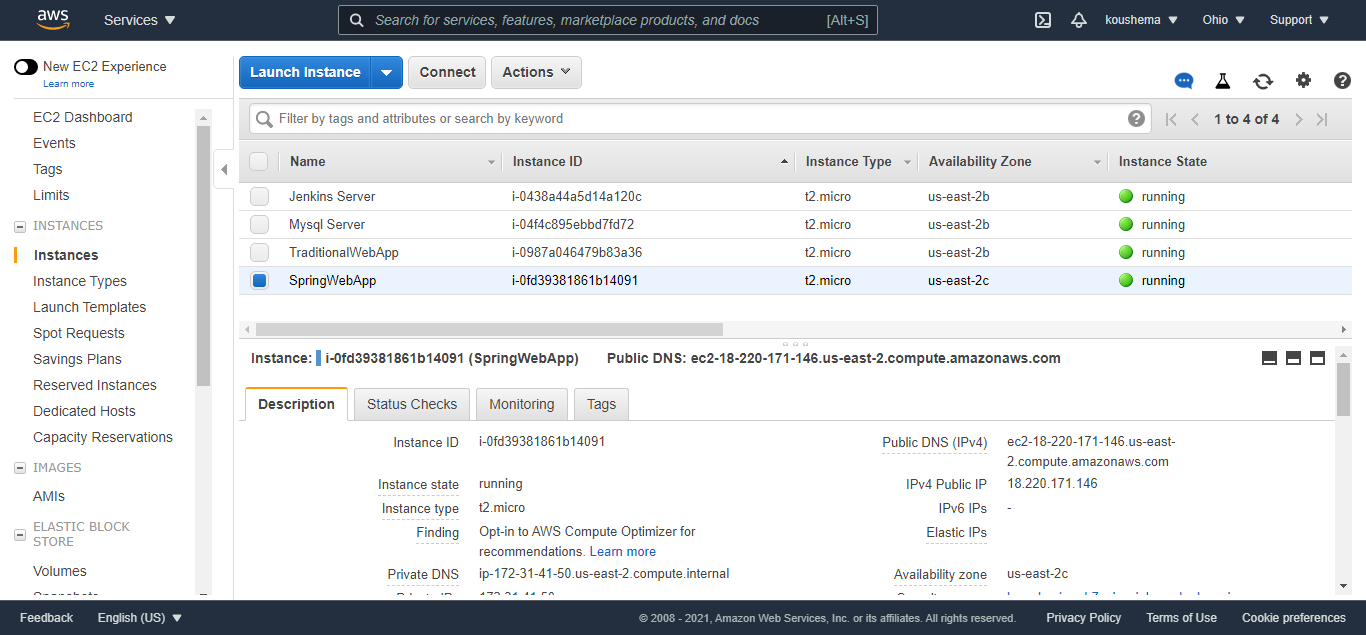 aws Services Search for services, features, marketplace products, and docs [Alt+S] koushema Ohio Support
New EC2 Experience
Learn more
EC2 Dashboard
Events
Tags
Limits
INSTANCES
Instances
Instance Types
Launch Templates
Spot Requests
Savings Plans
Reserved Instances
Dedicated Hosts
Capacity Reservations
IMAGES
AMIs
ELASTIC BLOCK
STORE
Volumes
Snapshots
Launch Instance Connect Actions
Filter by tags and attributes or search by keyword 1 to 4 of 4
Name Instance ID Instance Type Availability Zone Instance State
Jenkins Server i-0438a44a5d14a120c t2.micro us-east-2b running
Mysql Server i-04f4c895ebbd7fd72 t2.micro us-east-2b running
TraditionalWebApp i-0987a046479b83a36 t2.micro us-east-2b running
SpringWebApp i-0fd39381861b14091 t2.micro us-east-2c running
Instance: i-0fd39381861b14091 (SpringWebApp) Public DNS: ec2-18-220-171-146.us-east-2.compute.amazonaws.com
Description Status Checks Monitoring Tags
Instance ID i-0fd39381861b14091 Public DNS (IPv4) ec2-18-220-171-146.us-east-
2.compute.amazonaws.com
Instance state running IPv4 Public IP 18.220.171.146
Instance type t2.micro IPv6 IPs -
Finding Opt-in to AWS Compute Optimizer for Elastic IPs
recommendations. Learn more
Private DNS ip-172-31-41-50.us-east-2.compute.internal Availability zone us-east-2c
172-31-41-50
Feedback English (US) © 2008 - 2021, Amazon Web Services, Inc. or its affiliates. All rights reserved. Privacy Policy Terms of Use Cookie preferences